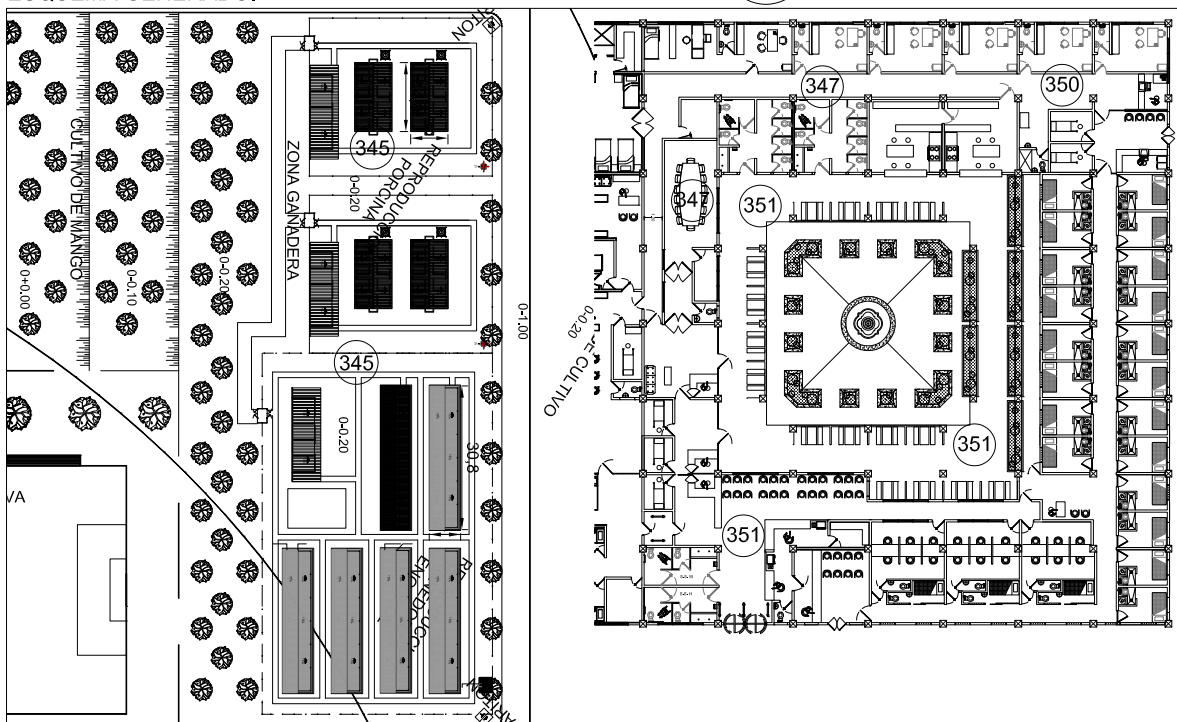 PITON
CULTIVO DE MANGO
0+0.00
0-0.10
0-0.20
ZONA GANADERA
345
REPRODUCCI
PORCINA
0-0.20
345
0-0.20
30,8
0-1.00
VA
347
350
347
351
351
351
0-0.20
E CULTIVO